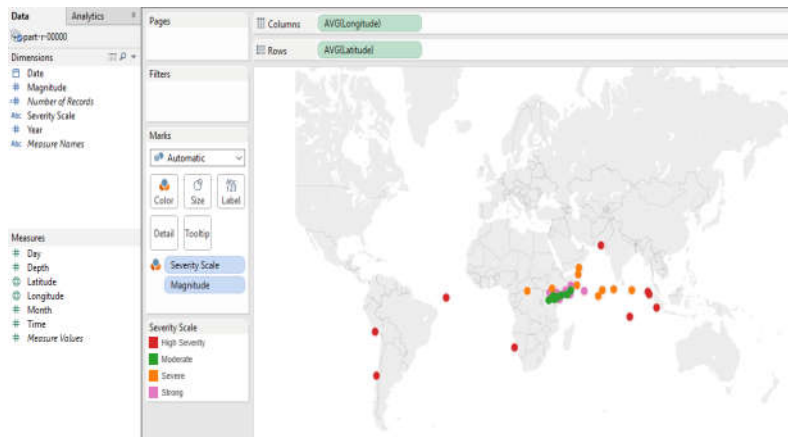 Data
Analytics
part-r-00000
Dimensions
Date
Magnitude
Number of Records
Abc Severity Scale
Year
Abc Measure Names
Measures
Day
Depth
Latitude
Longitude
Month
Time
Measure Values
Pages
Filters
Marks
Automatic
Color
Size
Label
Detail
Tooltip
Severity Scale
Magnitude
Severity Scale
High Severity
Moderate
Severe
Strong
Columns
AVG(Longitude)
Rows
AVG(Latitude)